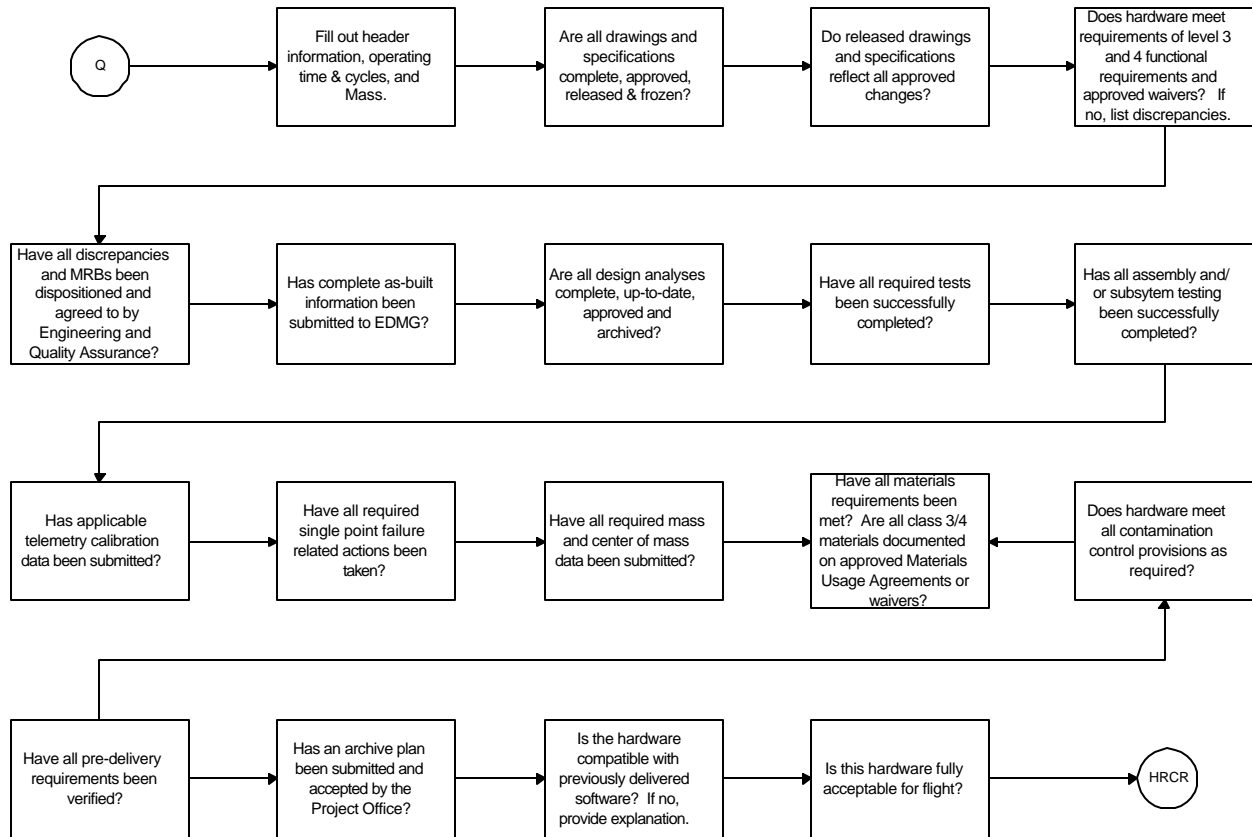 Q
Fill out header
information, operating
time & cycles, and
Mass.
Are all drawings and
specifications
complete, approved,
released & frozen?
Do released drawings
and specifications
reflect all approved
changes?
Does hardware meet
requirements of level 3
and 4 functional
requirements and
approved waivers? If
no, list discrepancies.
Have all discrepancies
and MRBs been
dispositioned and
agreed to by
Engineering and
Quality Assurance?
Has complete as-built
information been
submitted to EDMG?
Are all design analyses
complete, up-to-date,
approved and
archived?
Have all required tests
been successfully
completed?
Has all assembly and/
or subsytem testing
been successfully
completed?
Has applicable
telemetry calibration
data been submitted?
Have all required
single point failure
related actions been
taken?
Have all required mass
and center of mass
data been submitted?
Have all materials
requirements been
met? Are all class 3/4
materials documented
on approved Materials
Usage Agreements or
waivers?
Does hardware meet
all contamination
control provisions as
required?
Have all pre-delivery
requirements been
verified?
Has an archive plan
been submitted and
accepted by the
Project Office?
Is the hardware
compatible with
previously delivered
software? If no,
provide explanation.
Is this hardware fully
acceptable for flight?
HRCR